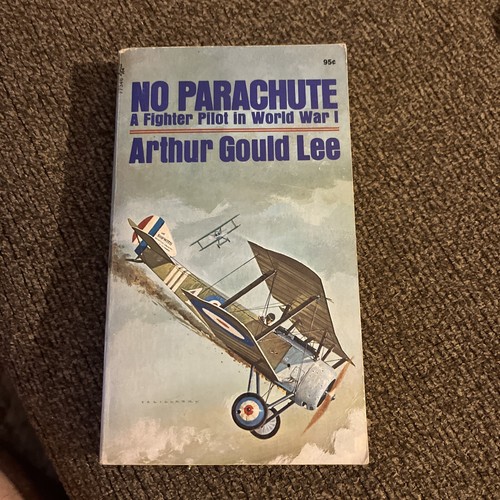 95¢
NO PARACHUTE
A Fighter Pilot in World War I
Arthur Gould Lee